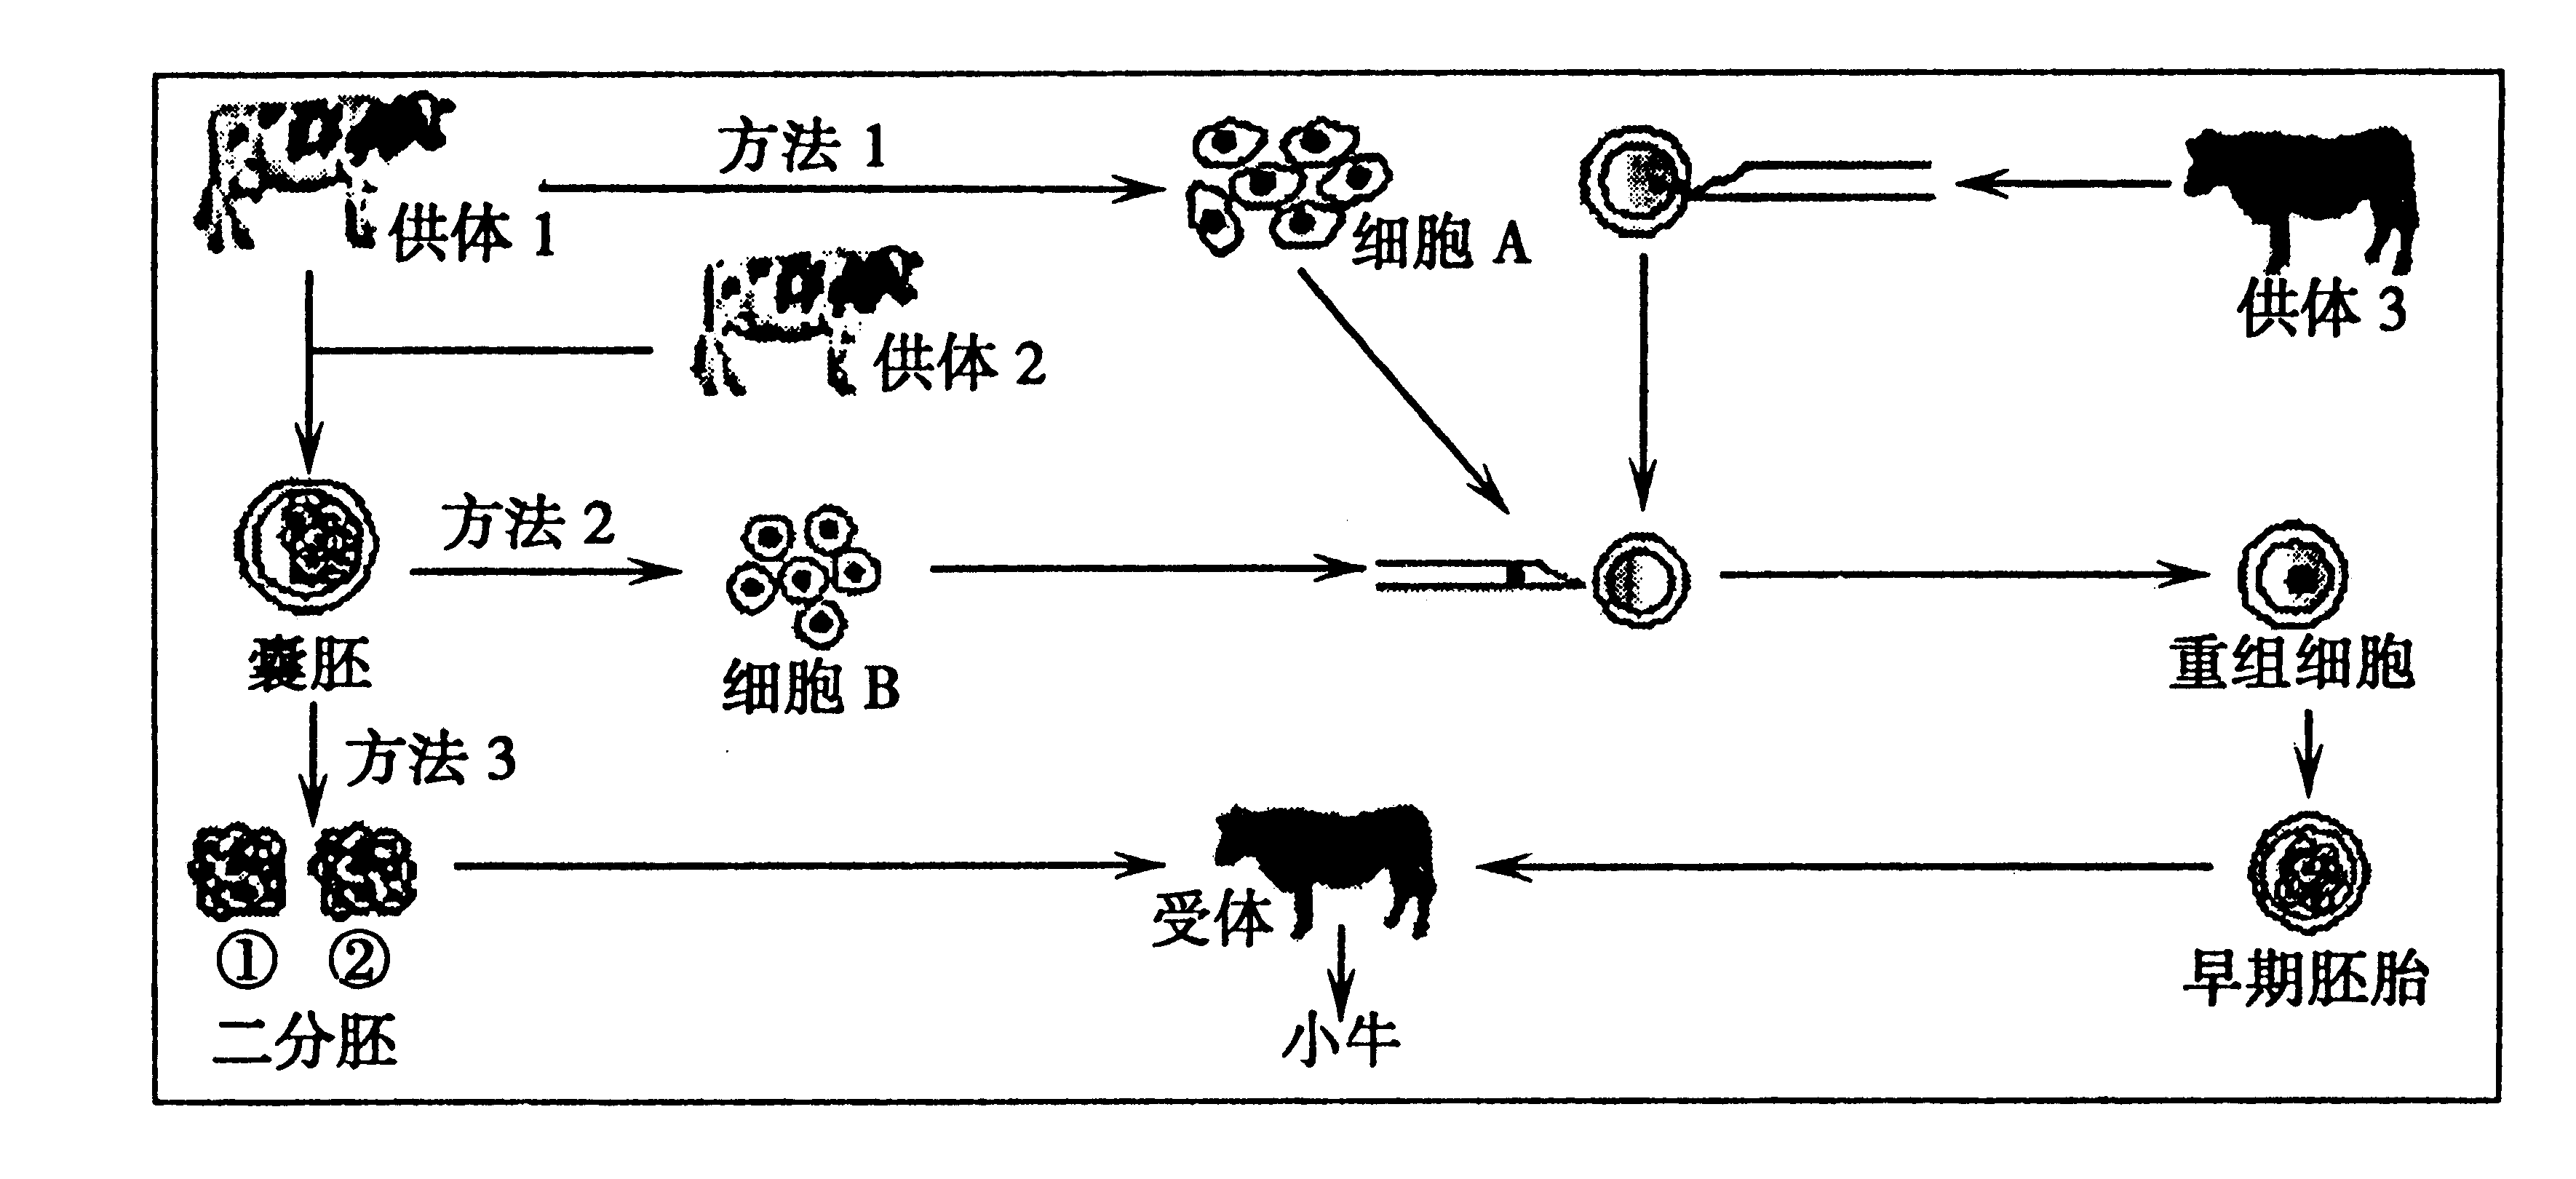 方法 1
供体 1
细胞 A
供体 3
供体 2
方法 2
囊胚
细胞 B
重组细胞
方法 3
受体
①
②
早期胚胎
二分胚
小牛